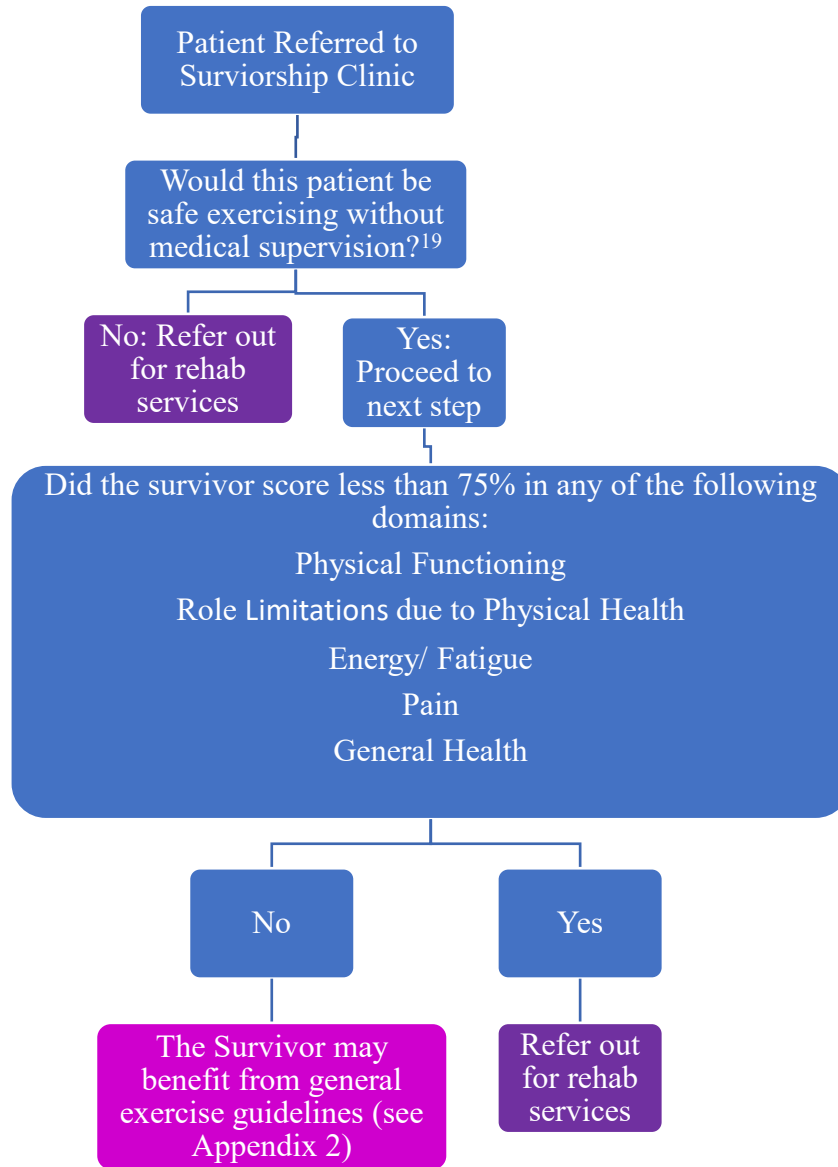 Patient Referred to
Surviorship Clinic
Would this patient be
safe exercising without
medical supervision?19
No: Refer out
for rehab
services
Yes:
Proceed to
next step
Did the survivor score less than 75% in any of the following
domains:
Physical Functioning
Role Limitations due to Physical Health
Energy/ Fatigue
Pain
General Health
No
Yes
The Survivor may
benefit from general
exercise guidelines (see
Appendix 2)
Refer out
for rehab
services